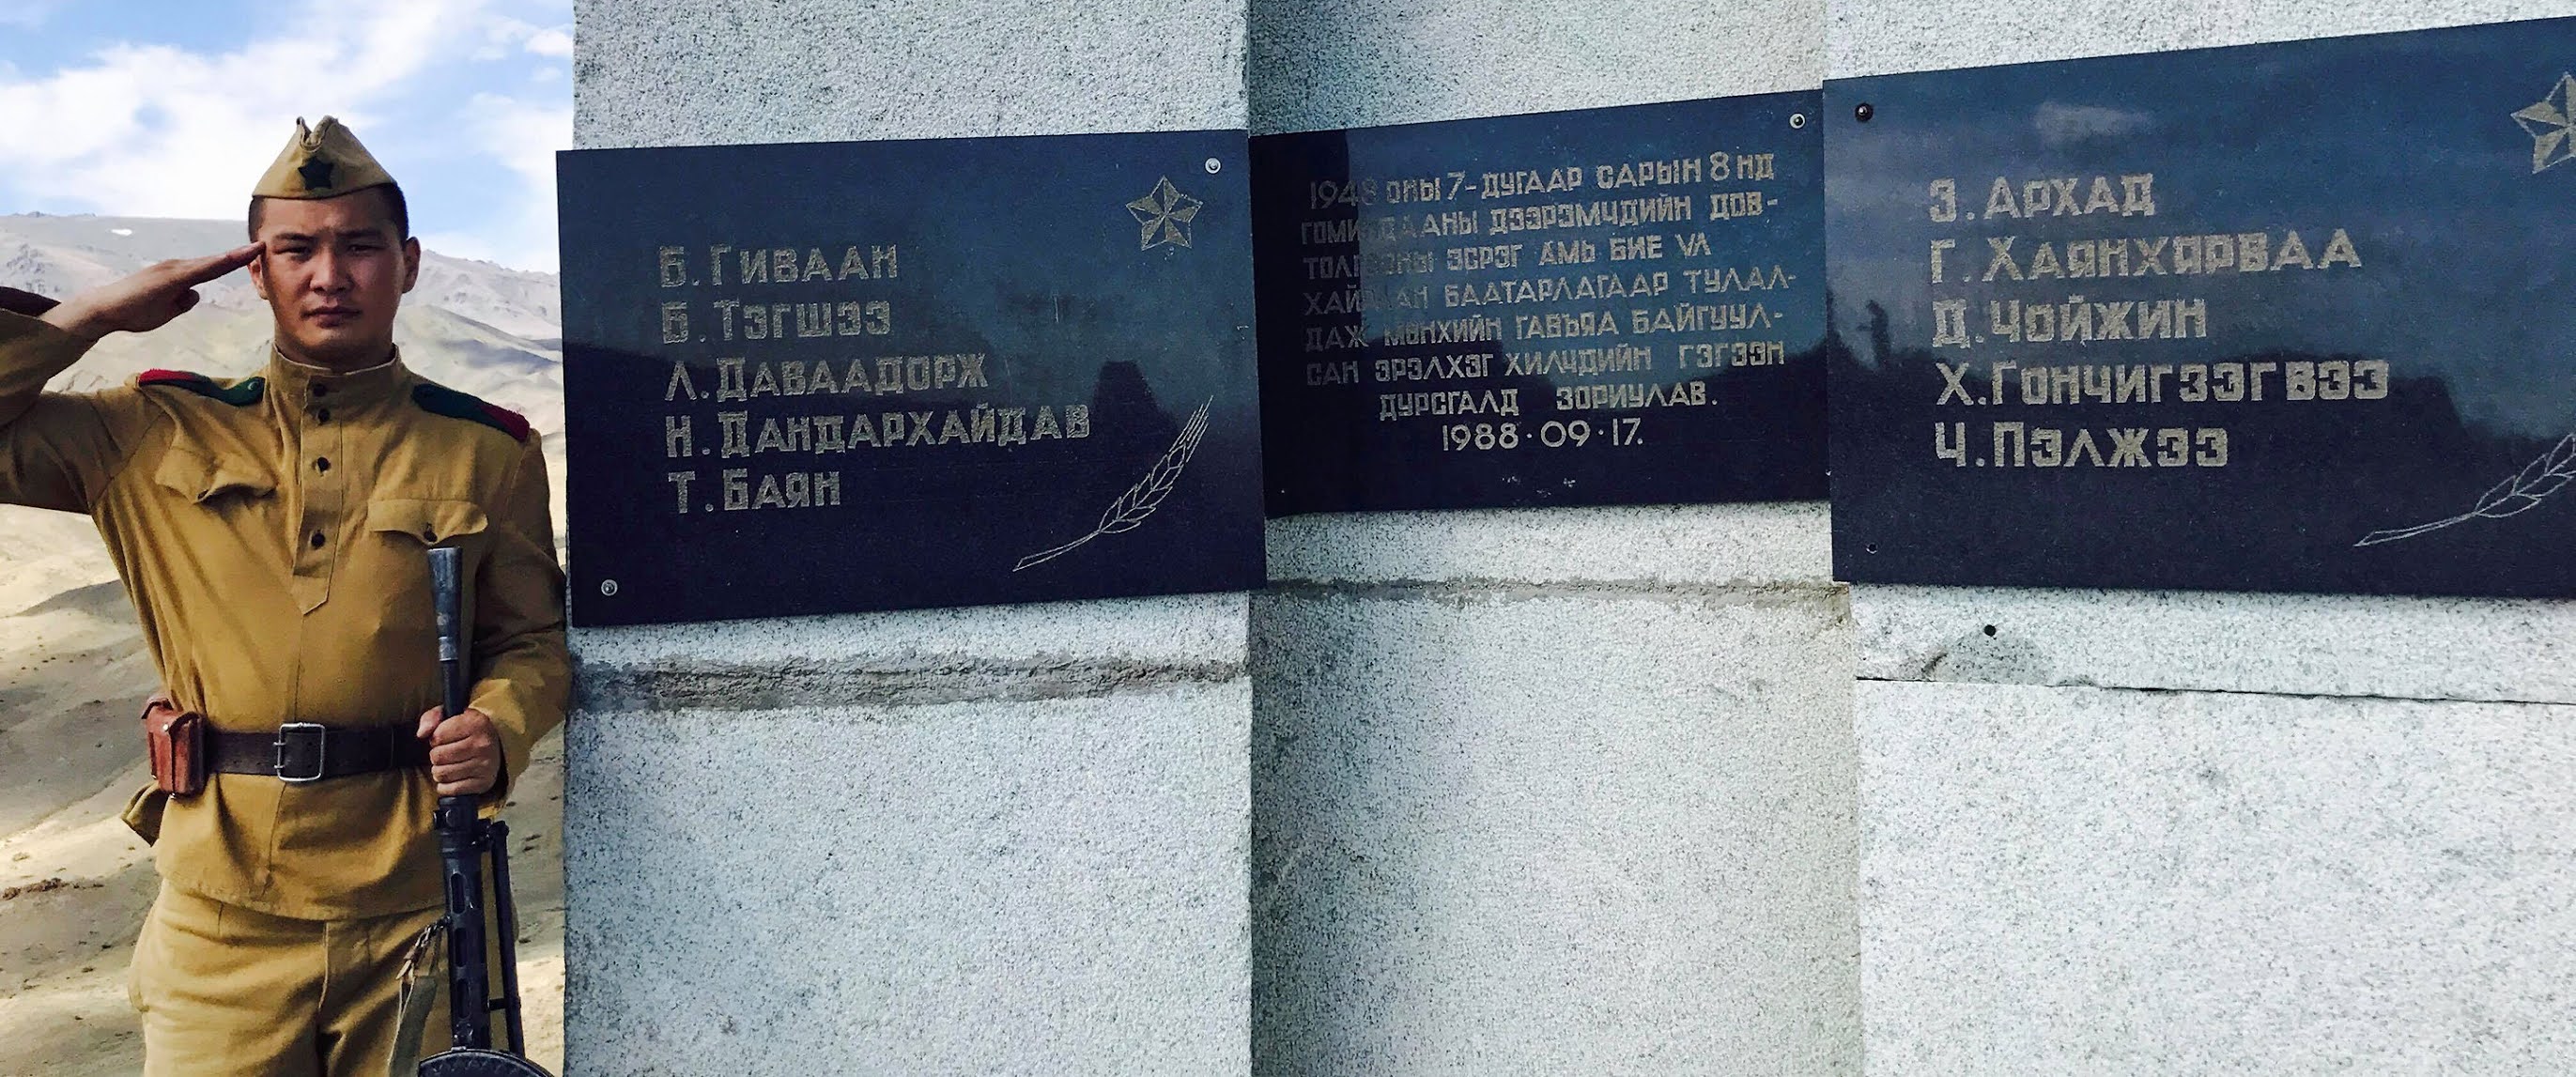 Б.ГИВААН
Б.ТЭГШЭЭ
Л.ДАВААДОРЖ
Н.ДАНДАРХАЙДАВ
Т.БАЯН
1948 ОНЫ 7-ДУГААР САРЫН 8 НД
ГОМИНДААНЫ ДЭЭРЭМЧДИЙН ДОВ-
ТОЛГООНЫ ЭСРЭГ АМЬ БИЕ ҮЛ
ХАЙРЛАН БААТАРЛАГААР ТУЛАЛ-
ДАЖ МӨНХИЙН ГАВЬЯА БАЙГУУЛ-
САН ЭРЭЛХЭГ ХИЛЧДИЙН ГЭГЭЭН
ДУРСГАЛД ЗОРИУЛАВ.
1988·09·17.
З.АРХАД
Г.ХАЯНХЯРВАА
Д.ЧОЙЖИН
Х.ГОНЧИГЗЭГВЭЭ
Ч.ПЭЛЖЭЭ